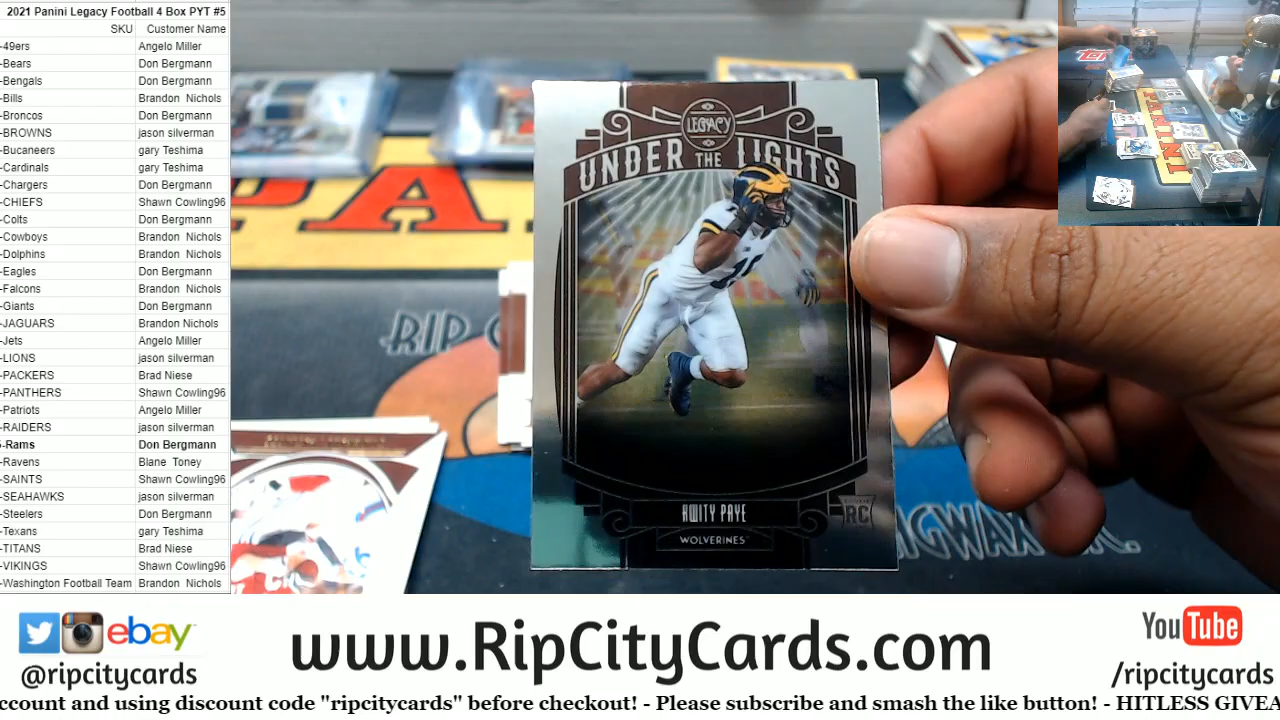 2021 Panini Legacy Football 4 Box PYT #5
SKU Customer Name
-49ers Angelo Miller
-Bears Don Bergmann
-Bengals Don Bergmann
-Bills Brandon Nichols
-Broncos Don Bergmann
-BROWNS jason silverman
-Bucaneers gary Teshima
-Cardinals gary Teshima
-Chargers Don Bergmann
-CHIEFS Shawn Cowling96
-Colts Don Bergmann
-Cowboys Brandon Nichols
-Dolphins Brandon Nichols
-Eagles Don Bergmann
-Falcons Brandon Nichols
-Giants Don Bergmann
-JAGUARS Brandon Nichols
-Jets Angelo Miller
-LIONS jason silverman
-PACKERS Brad Niese
-PANTHERS Shawn Cowling96
-Patriots Angelo Miller
-RAIDERS jason silverman
-Rams Don Bergmann
-Ravens Blane Toney
-SAINTS Shawn Cowling96
-SEAHAWKS jason silverman
-Steelers Don Bergmann
-Texans gary Teshima
-TITANS Brad Niese
-VIKINGS Shawn Cowling96
-Washington Football Team Brandon Nichols
LEGACY
UNDER THE LIGHTS
KWITY PAYE
RC
WOLVERINES
RIP
PANINI
ebay
@ripcitycards
www.RipCityCards.com
YouTube
/ripcitycards
ccount and using discount code "ripcitycards" before checkout! - Please subscribe and smash the like button! - HITLESS GIVEA